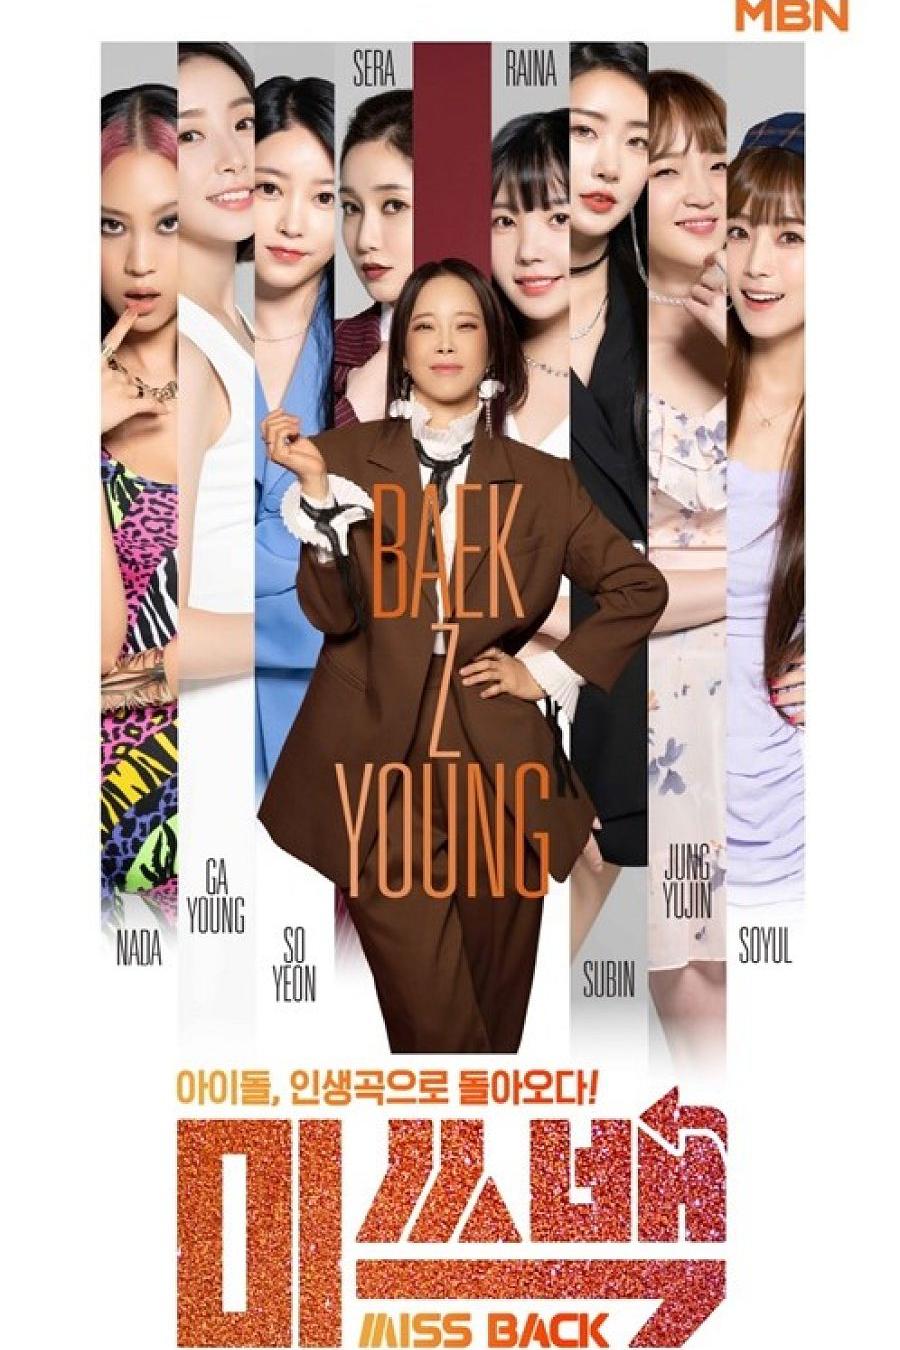 MBN
SERA
RAINA
BAEK
Z
YOUNG
NADA
GA
YOUNG
SO
YEON
SUBIN
JUNG
YUJIN
SOYUL
아이돌, 인생곡으로 돌아오다!
미쓰백
MISS BACK